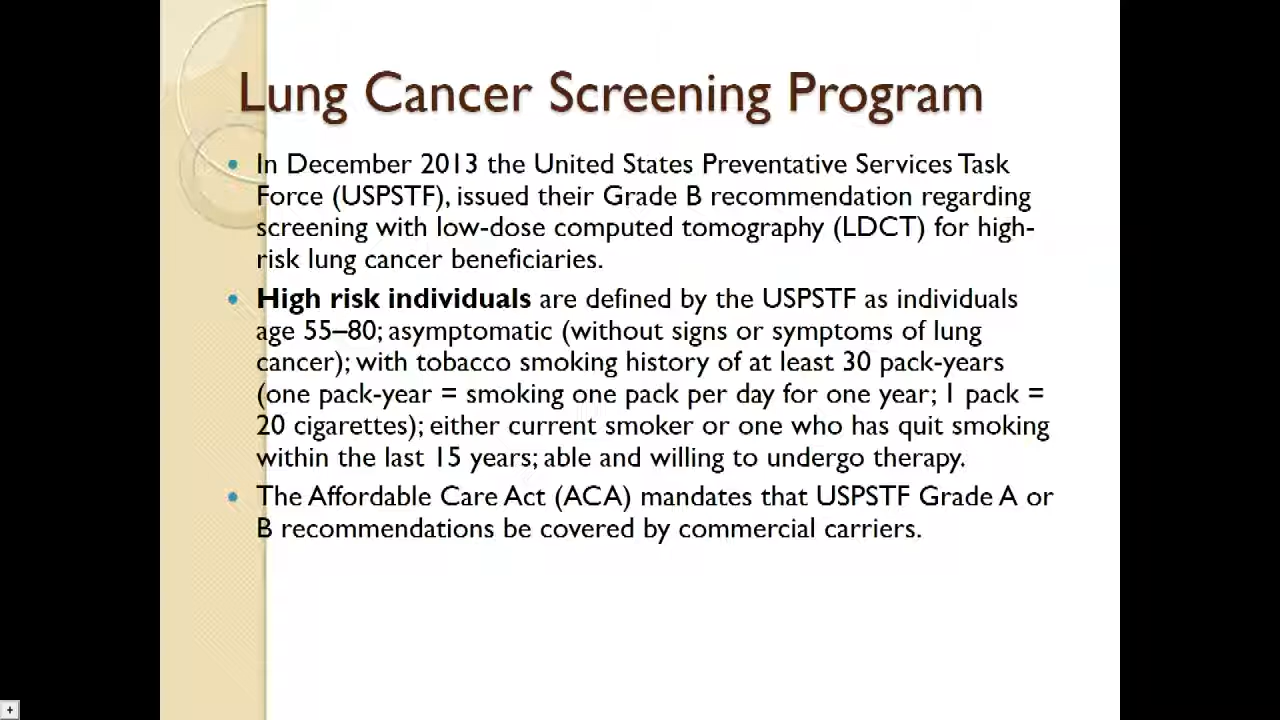 Lung Cancer Screening Program
• In December 2013 the United States Preventative Services Task
Force (USPSTF), issued their Grade B recommendation regarding
screening with low-dose computed tomography (LDCT) for high-
risk lung cancer beneficiaries.
• High risk individuals are defined by the USPSTF as individuals
age 55–80; asymptomatic (without signs or symptoms of lung
cancer); with tobacco smoking history of at least 30 pack-years
(one pack-year = smoking one pack per day for one year; 1 pack =
20 cigarettes); either current smoker or one who has quit smoking
within the last 15 years; able and willing to undergo therapy.
• The Affordable Care Act (ACA) mandates that USPSTF Grade A or
B recommendations be covered by commercial carriers.
+